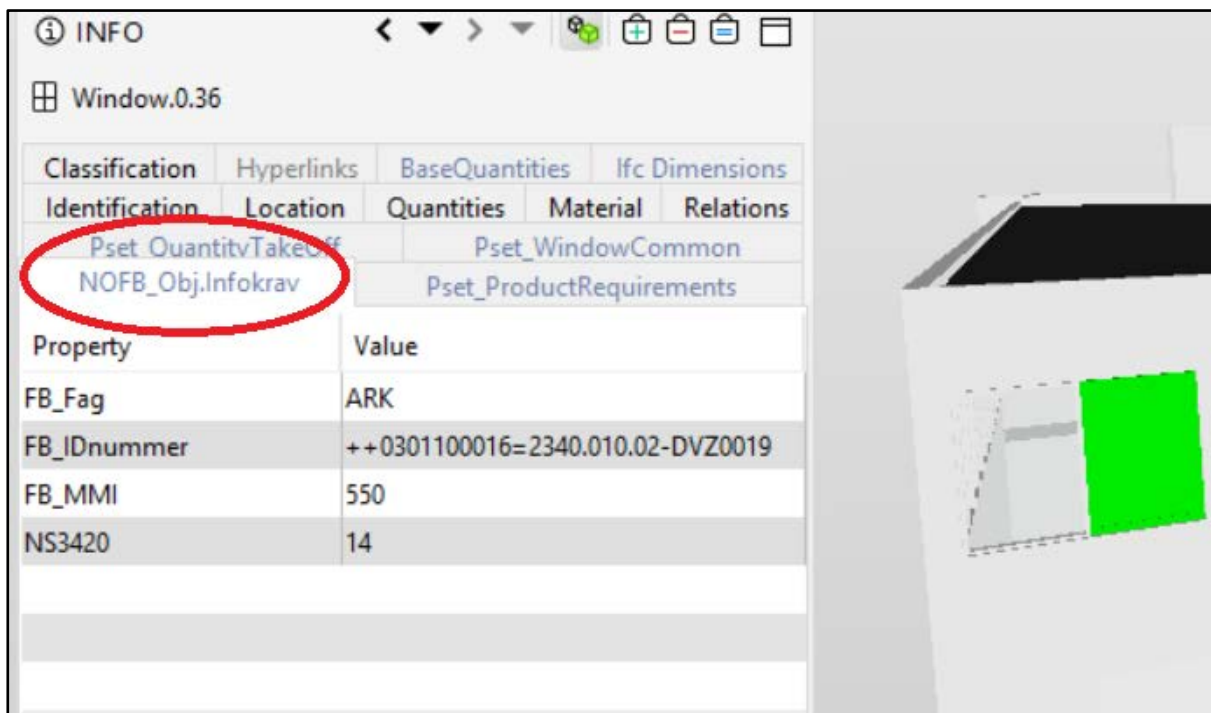 INFO
Window.0.36
Classification Hyperlinks BaseQuantities Ifc Dimensions
Identification Location Quantities Material Relations
Pset_QuantityTakeOff Pset_WindowCommon
NOFB_Obj.Infokrav Pset_ProductRequirements
Property Value
FB_Fag ARK
FB_IDnummer ++0301100016=2340.010.02-DVZ0019
FB_MMI 550
NS3420 14